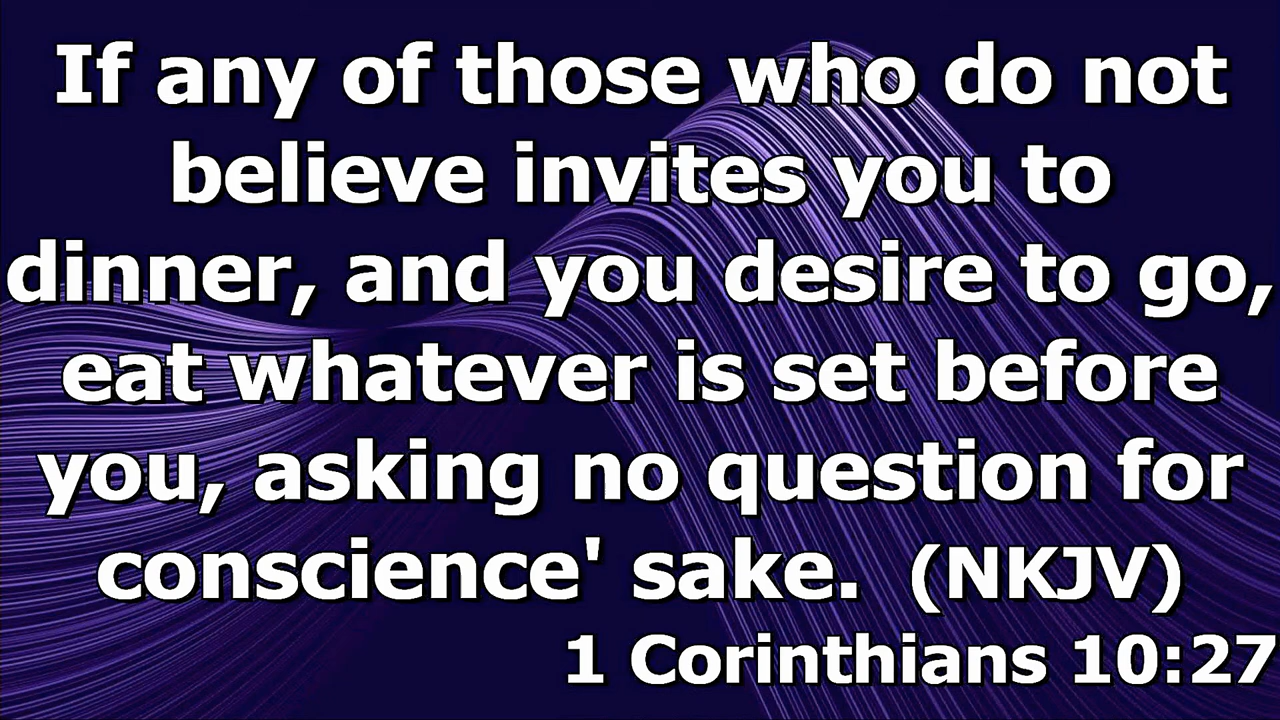 If any of those who do not
believe invites you to
dinner, and you desire to go,
eat whatever is set before
you, asking no question for
conscience' sake.  (NKJV)
1 Corinthians 10:27